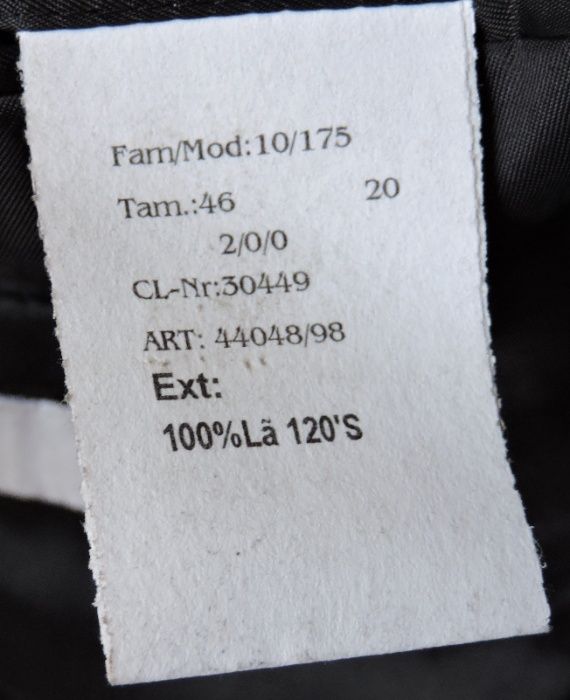 Fam/Mod:10/175
Tam.:46 20
2/0/0
CL-Nr:30449
ART: 44048/98
Ext:
100%Lã 120'S